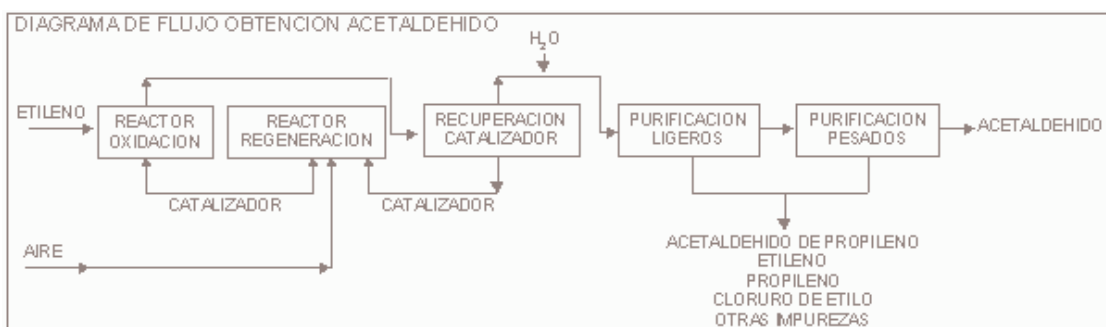 DIAGRAMA DE FLUJO OBTENCION ACETALDEHIDO
H₂O
ETILENO
REACTOR
OXIDACION
REACTOR
REGENERACION
RECUPERACION
CATALIZADOR
PURIFICACION
LIGEROS
PURIFICACION
PESADOS
ACETALDEHIDO
CATALIZADOR
CATALIZADOR
AIRE
ACETALDEHIDO DE PROPILENO
ETILENO
PROPILENO
CLORURO DE ETILO
OTRAS IMPUREZAS